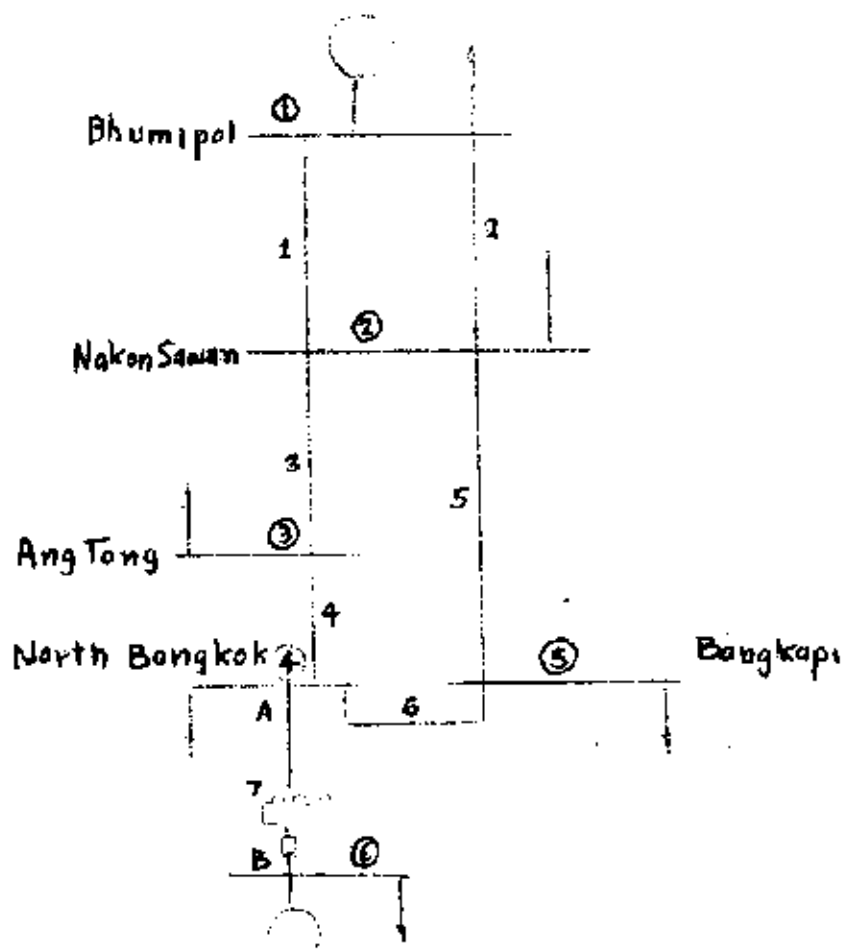 ①
Bhumipol
1
2
②
Nakon Sawan
3
5
③
Ang Tong
4
North Bangkok ④
⑤ Bangkapi
A
6
7
B ⑥